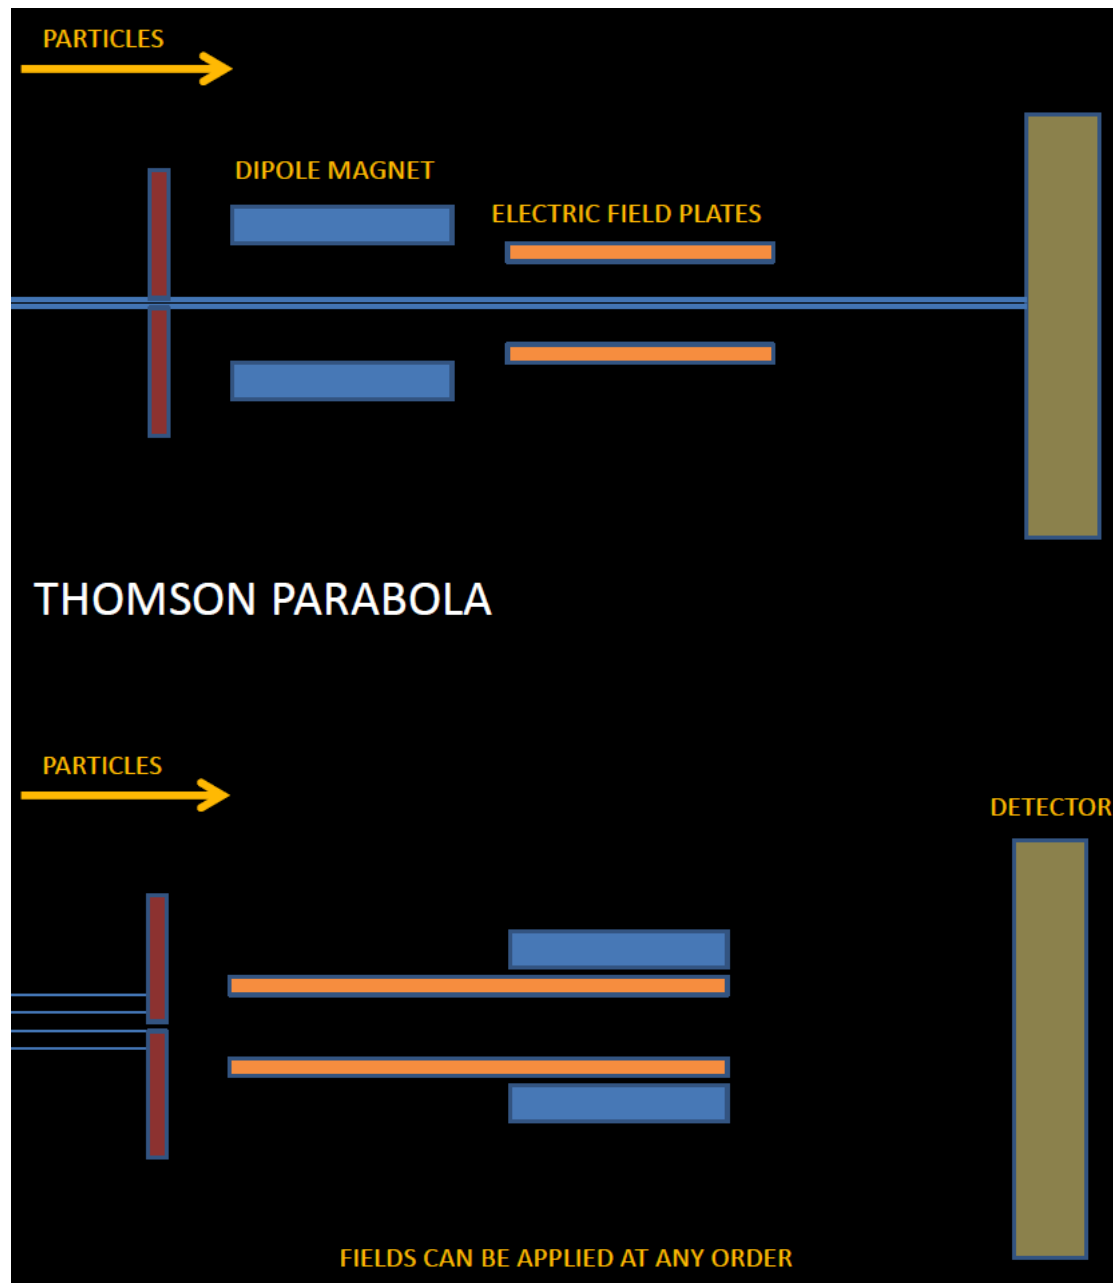 PARTICLES
DIPOLE MAGNET
ELECTRIC FIELD PLATES
THOMSON PARABOLA
PARTICLES
DETECTOR
FIELDS CAN BE APPLIED AT ANY ORDER